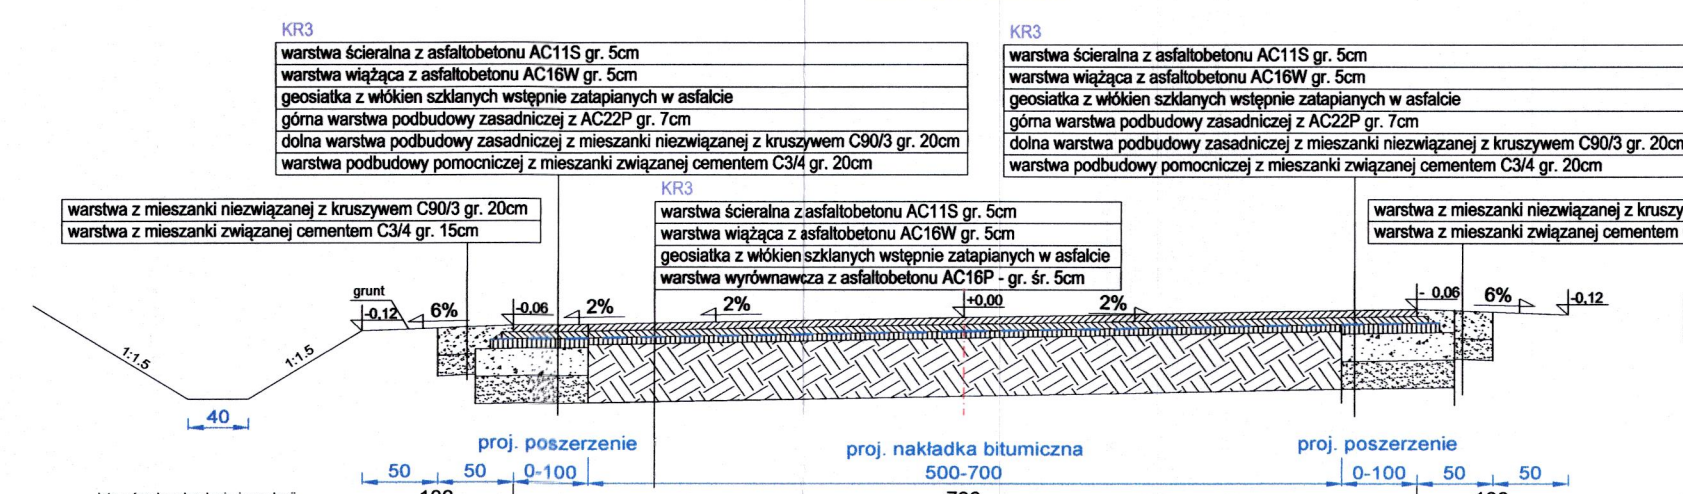 KR3
warstwa ścieralna z asfaltobetonu AC11S gr. 5cm
warstwa wiążąca z asfaltobetonu AC16W gr. 5cm
geosiatka z włókien szklanych wstępnie zatapianych w asfalcie
górna warstwa podbudowy zasadniczej z AC22P gr. 7cm
dolna warstwa podbudowy zasadniczej z mieszanki niezwiązanej z kruszywem C90/3 gr. 20cm
warstwa podbudowy pomocniczej z mieszanki związanej cementem C3/4 gr. 20cm
KR3
warstwa ścieralna z asfaltobetonu AC11S gr. 5cm
warstwa wiążąca z asfaltobetonu AC16W gr. 5cm
geosiatka z włókien szklanych wstępnie zatapianych w asfalcie
górna warstwa podbudowy zasadniczej z AC22P gr. 7cm
dolna warstwa podbudowy zasadniczej z mieszanki niezwiązanej z kruszywem C90/3 gr. 20cm
warstwa podbudowy pomocniczej z mieszanki związanej cementem C3/4 gr. 20cm
warstwa z mieszanki niezwiązanej z kruszywem C90/3 gr. 20cm
warstwa z mieszanki związanej cementem C3/4 gr. 15cm
KR3
warstwa ścieralna z asfaltobetonu AC11S gr. 5cm
warstwa wiążąca z asfaltobetonu AC16W gr. 5cm
geosiatka z włókien szklanych wstępnie zatapianych w asfalcie
warstwa wyrównawcza z asfaltobetonu AC16P - gr. śr. 5cm
warstwa z mieszanki niezwiązanej z kruszy
warstwa z mieszanki związanej cementem
grunt
-0,12 6% -0,06 2% 2% +0,00 2% - 0,06 6% -0,12
1:1.5 1:1.5
40
proj. poszerzenie proj. nakładka bitumiczna proj. poszerzenie
50 50 0-100 500-700 0-100 50 50